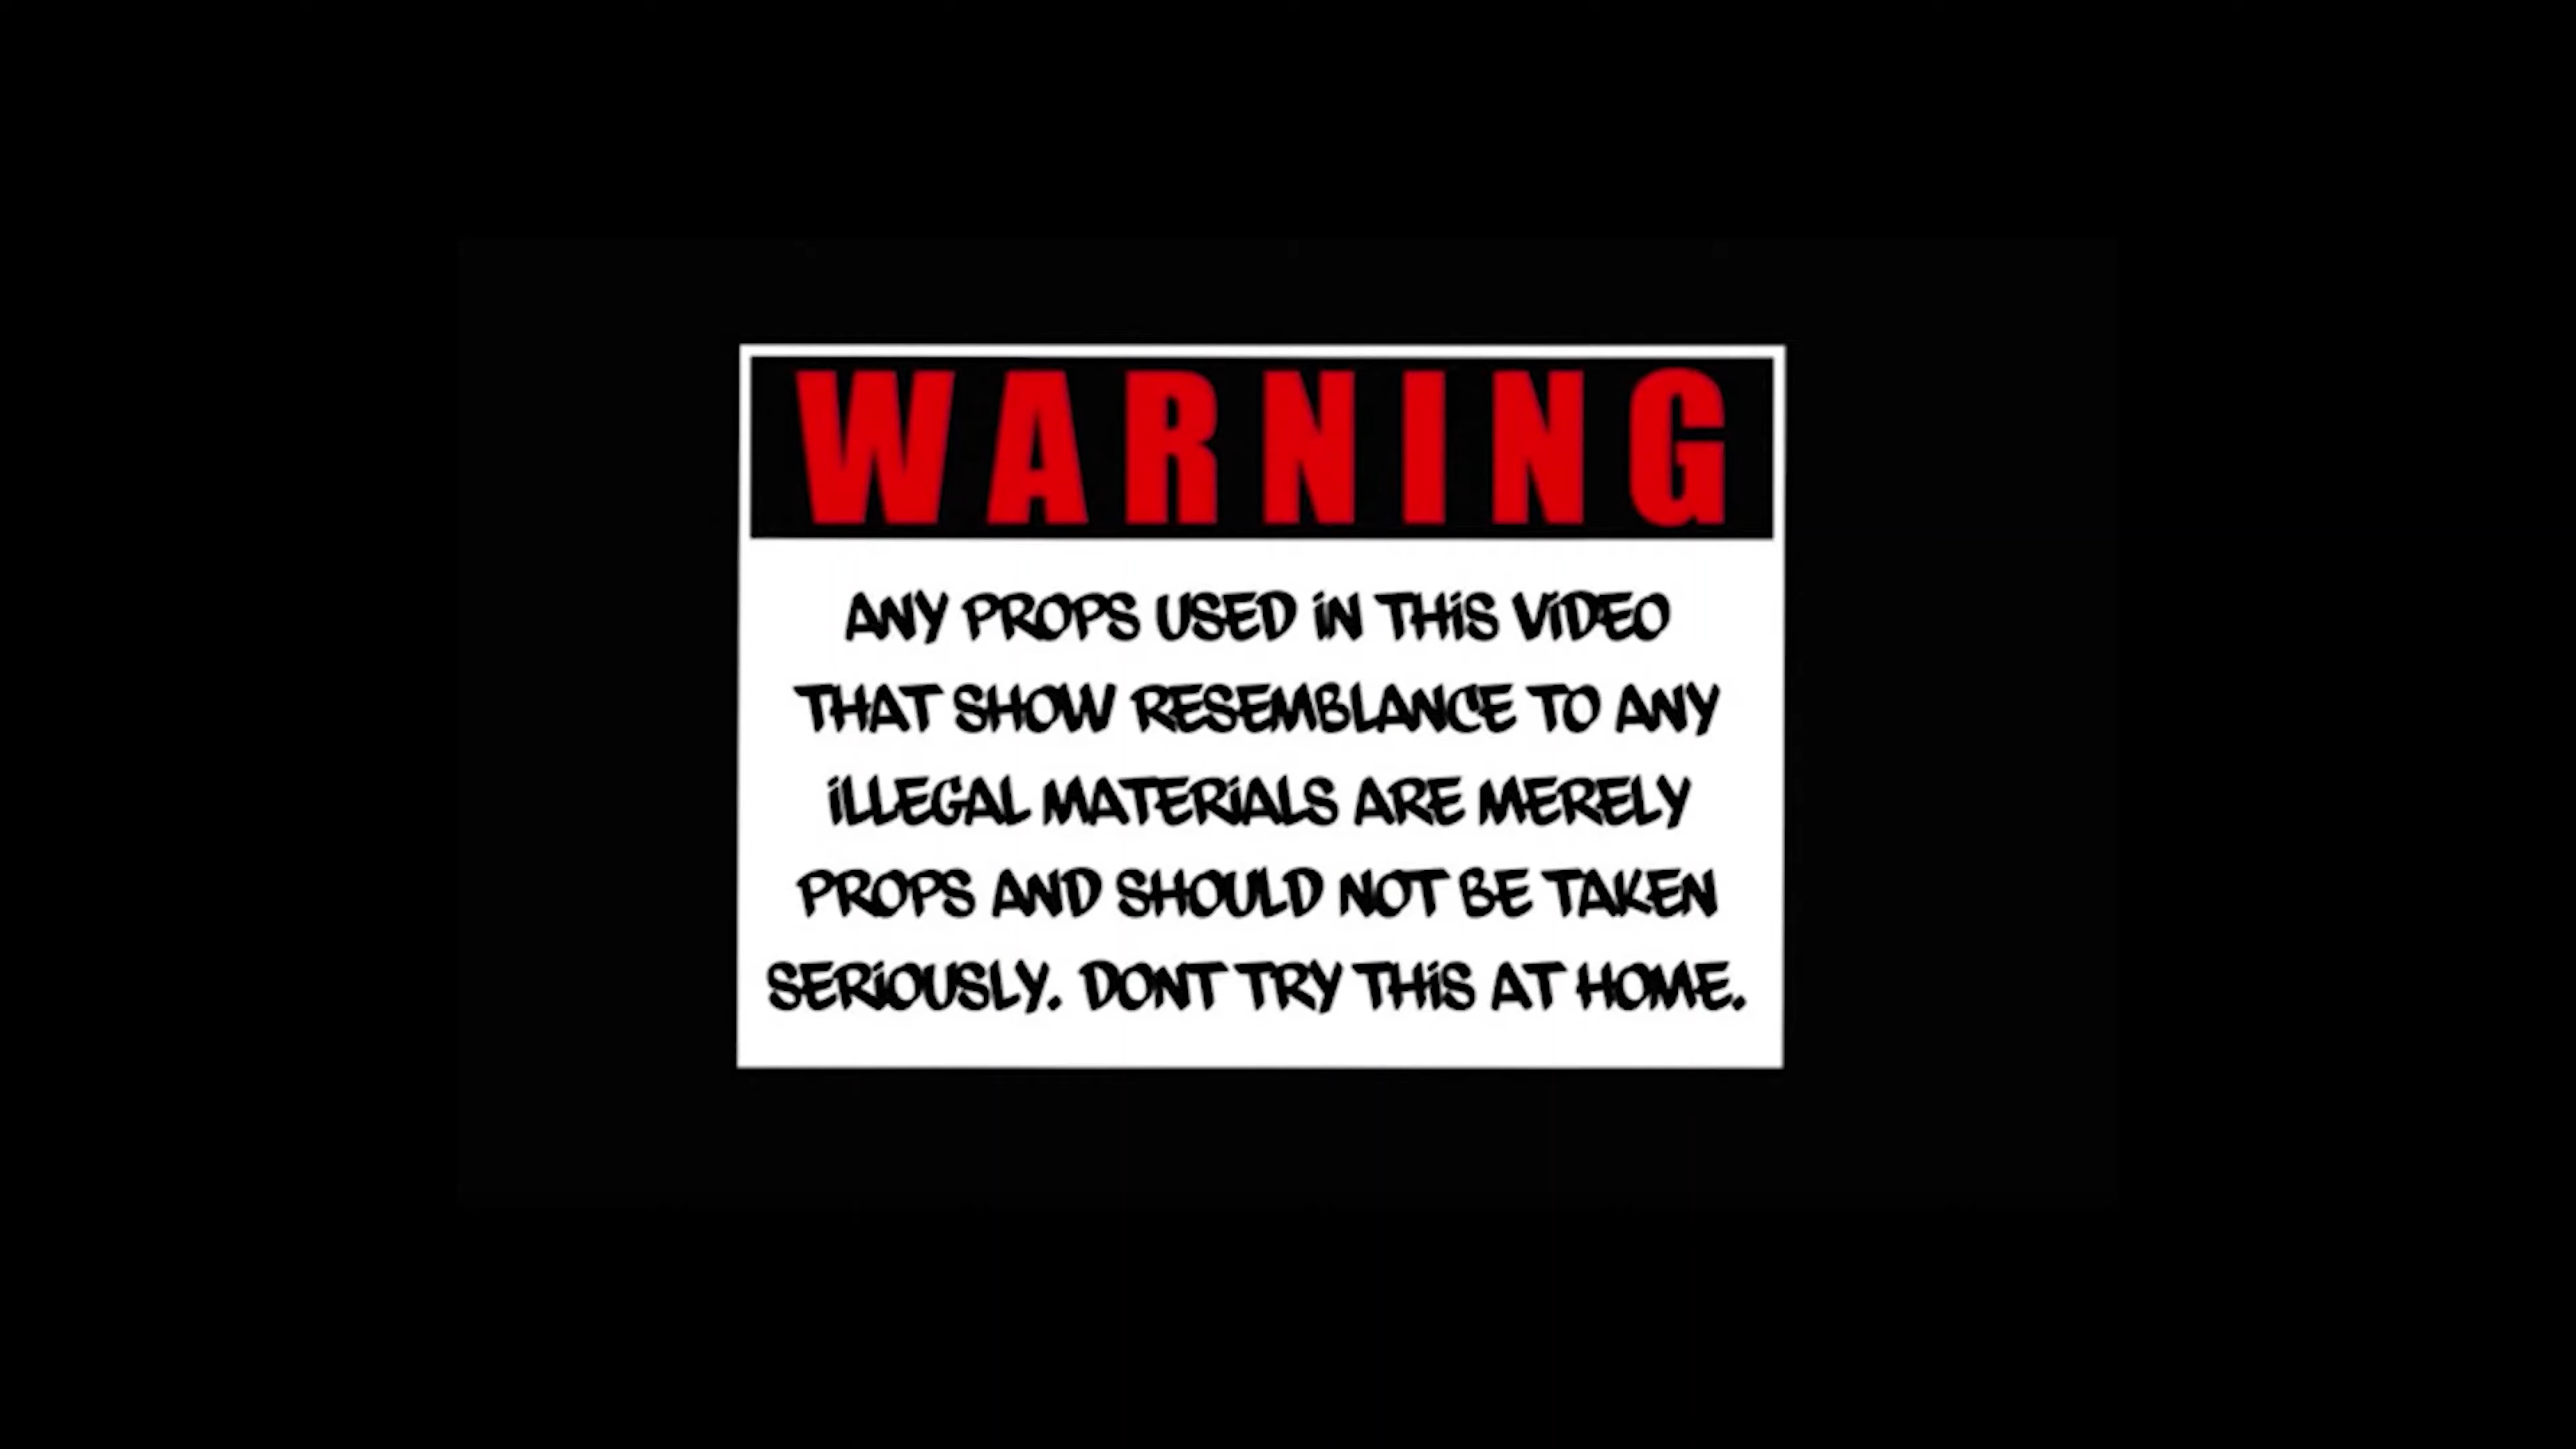 WARNING
ANY PROPS USED iN THiS ViDEO
THAT SHOW RESEMBLANCE TO ANY
iLLEGAL MATERiALS ARE MERELY
PROPS AND SHOULD NOT BE TAKEN
SERiOUSLY. DONT TRY THiS AT HOME.